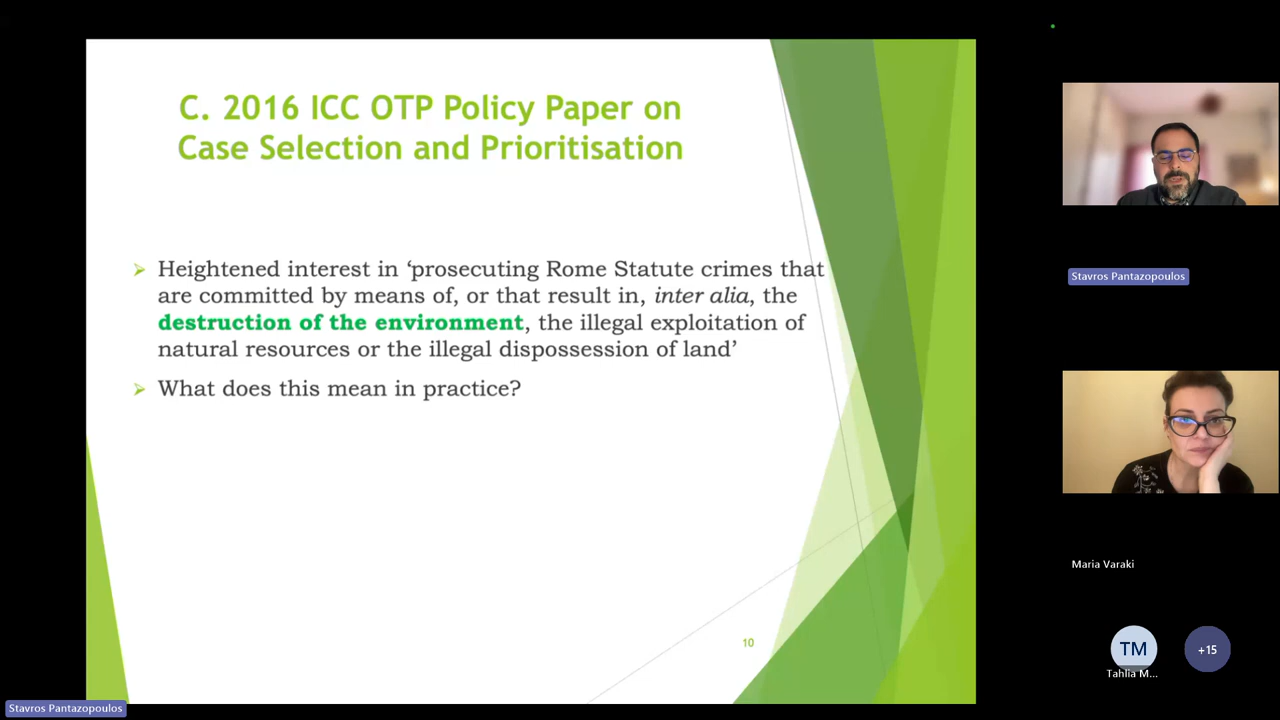 C. 2016 ICC OTP Policy Paper on
Case Selection and Prioritisation
Heightened interest in ‘prosecuting Rome Statute crimes that
are committed by means of, or that result in, inter alia, the
destruction of the environment, the illegal exploitation of
natural resources or the illegal dispossession of land’
What does this mean in practice?
10
Stavros Pantazopoulos
Maria Varaki
TM
+15
Tahlia M...
Stavros Pantazopoulos